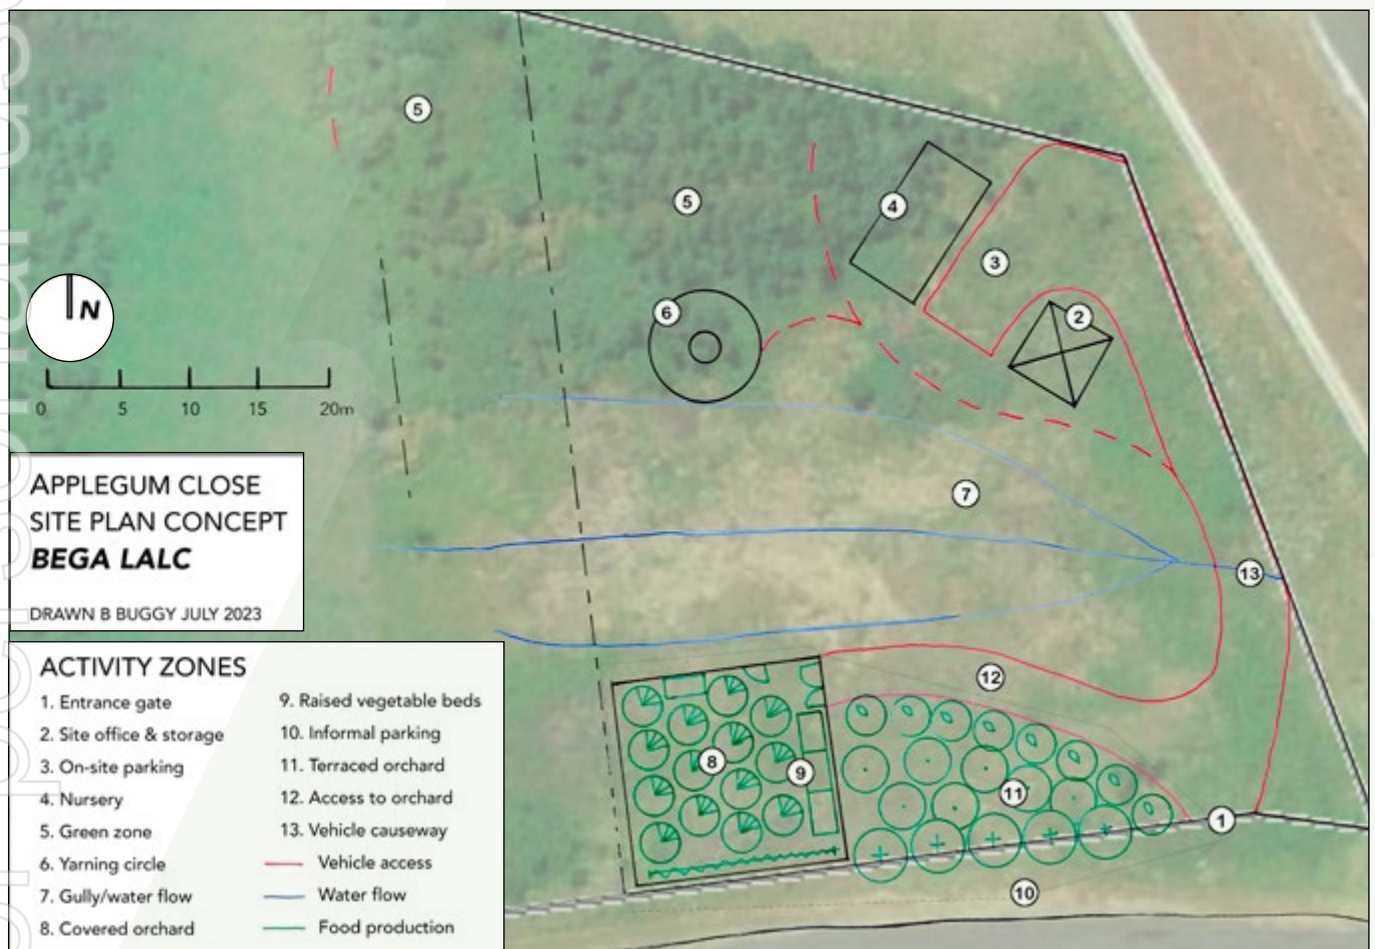 5
5
4
3
6
2
N
0 5 10 15 20m
APPLEGUM CLOSE
SITE PLAN CONCEPT
BEGA LALC
DRAWN B BUGGY JULY 2023
7
13
12
8
9
11
1
10
ACTIVITY ZONES
1. Entrance gate
2. Site office & storage
3. On-site parking
4. Nursery
5. Green zone
6. Yarning circle
7. Gully/water flow
8. Covered orchard
9. Raised vegetable beds
10. Informal parking
11. Terraced orchard
12. Access to orchard
13. Vehicle causeway
Vehicle access
Water flow
Food production